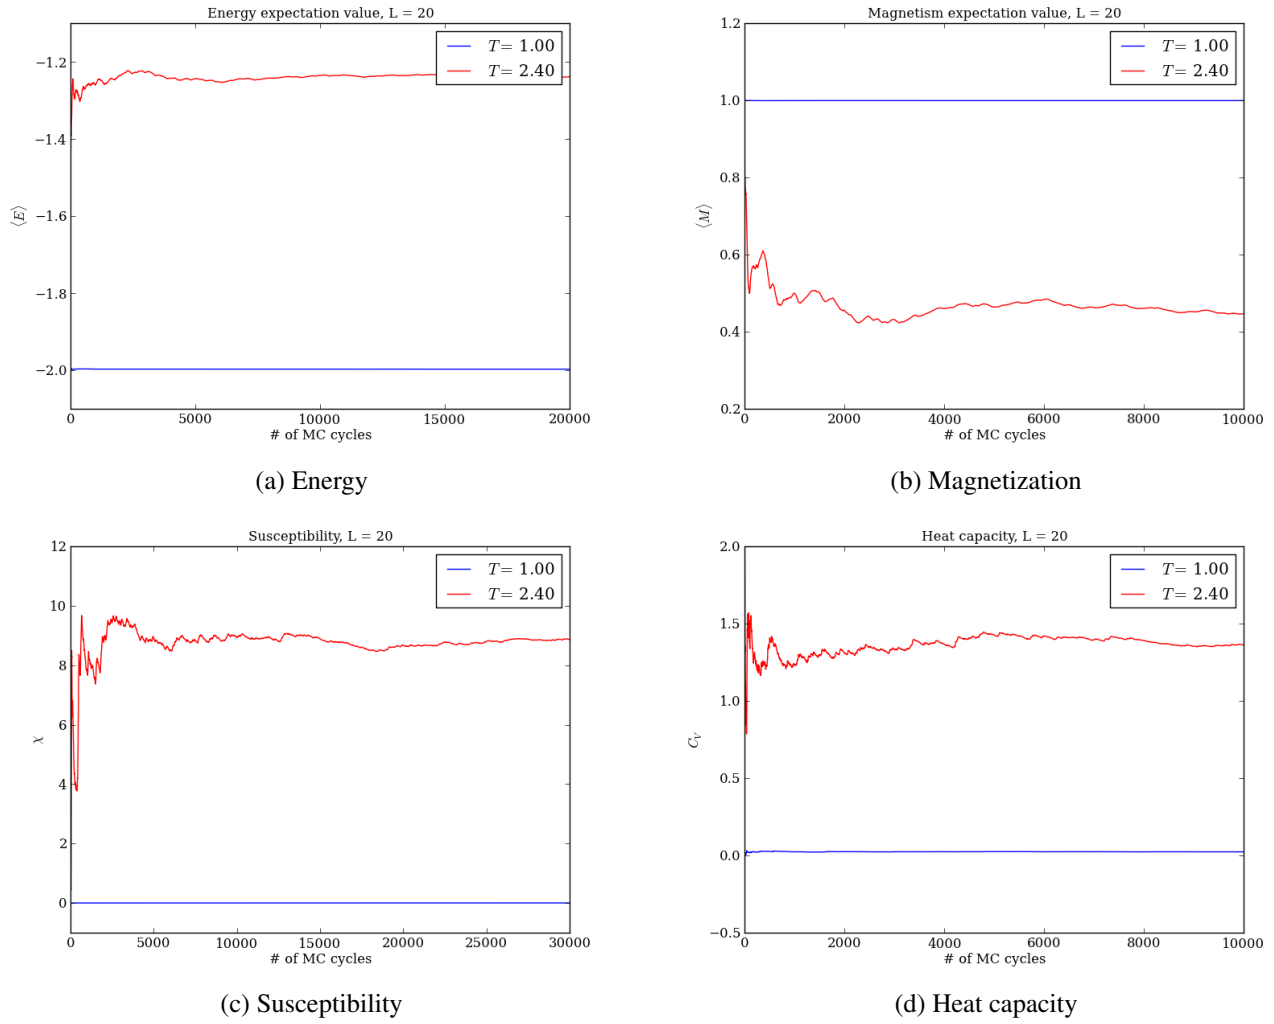 Energy expectation value, L = 20
T = 1.00
T = 2.40
−1.2
−1.4
−1.6
−1.8
−2.0
⟨E⟩
0 5000 10000 15000 20000
# of MC cycles
(a) Energy
Magnetism expectation value, L = 20
T = 1.00
T = 2.40
1.2
1.0
0.8
0.6
0.4
0.2
⟨M⟩
0 2000 4000 6000 8000 10000
# of MC cycles
(b) Magnetization
Susceptibility, L = 20
T = 1.00
T = 2.40
12
10
8
6
4
2
0
χ
0 5000 10000 15000 20000 25000 30000
# of MC cycles
(c) Susceptibility
Heat capacity, L = 20
T = 1.00
T = 2.40
2.0
1.5
1.0
0.5
0.0
−0.5
C_V
0 2000 4000 6000 8000 10000
# of MC cycles
(d) Heat capacity